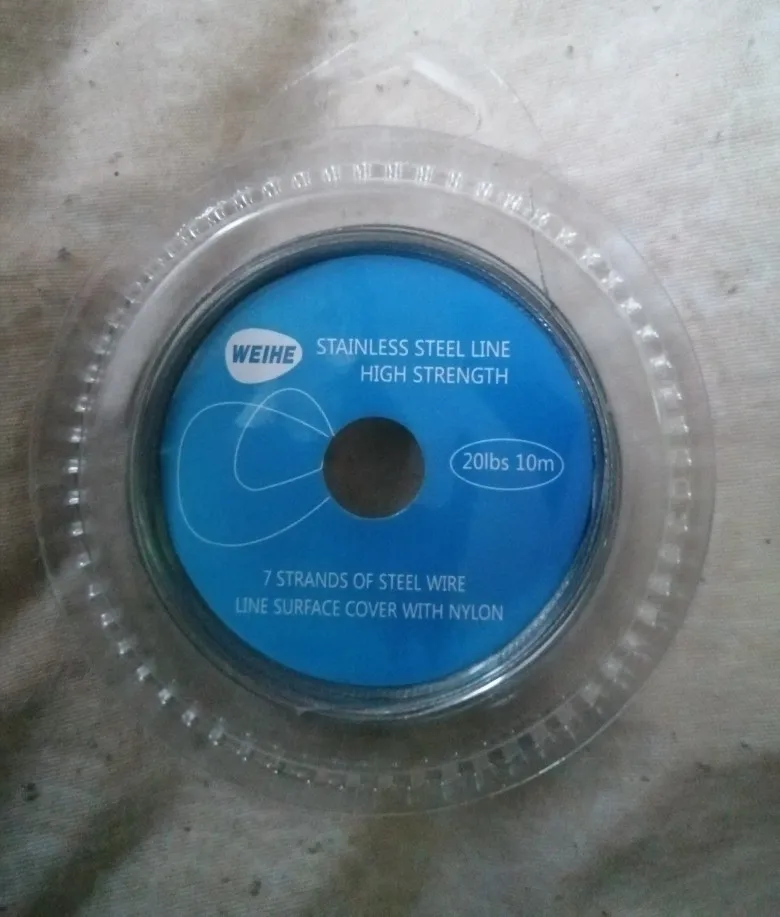 WEIHE
STAINLESS STEEL LINE
HIGH STRENGTH
20lbs 10m
7 STRANDS OF STEEL WIRE
LINE SURFACE COVER WITH NYLON